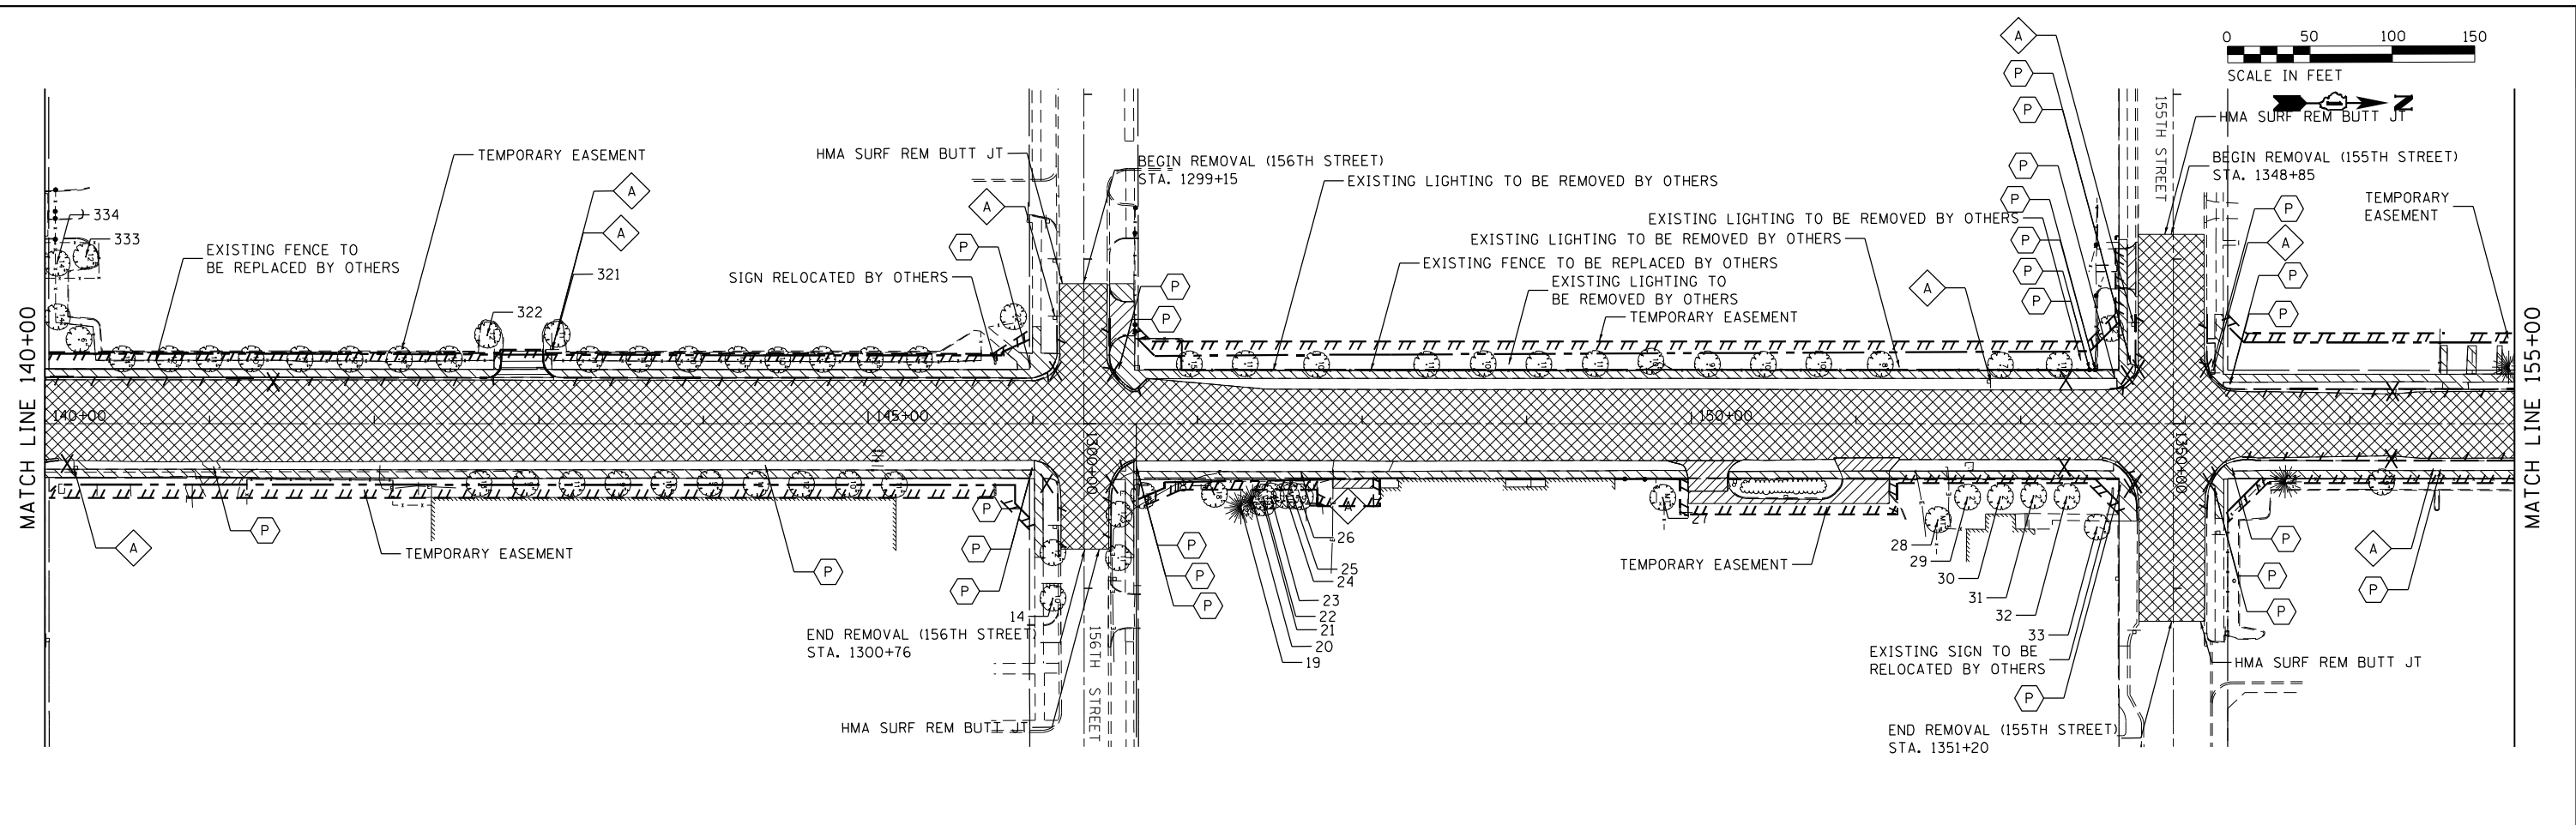 0 50 100 150
SCALE IN FEET
N
A
P
P
P
P
P
P
P
155TH STREET
HMA SURF REM BUTT JT
BEGIN REMOVAL (155TH STREET)
STA. 1348+85
TEMPORARY
EASEMENT
P
A
P
P
TEMPORARY EASEMENT
HMA SURF REM BUTT JT
BEGIN REMOVAL (156TH STREET)
STA. 1299+15
EXISTING LIGHTING TO BE REMOVED BY OTHERS
EXISTING LIGHTING TO BE REMOVED BY OTHERS
EXISTING LIGHTING TO BE REMOVED BY OTHERS
EXISTING FENCE TO BE REPLACED BY OTHERS
EXISTING LIGHTING TO
BE REMOVED BY OTHERS
TEMPORARY EASEMENT
A
A
A
A
P
P
P
A
334
333
EXISTING FENCE TO
BE REPLACED BY OTHERS
321
322
SIGN RELOCATED BY OTHERS
MATCH LINE 140+00
140+00
145+00
1300+00
150+00
1350+00
MATCH LINE 155+00
A
P
TEMPORARY EASEMENT
P
P
P
P
14
END REMOVAL (156TH STREET)
STA. 1300+76
HMA SURF REM BUTT JT
156TH STREET
P
P
P
A
26
25
24
23
22
21
20
19
27
TEMPORARY EASEMENT
28
29
30
31
32
33
EXISTING SIGN TO BE
RELOCATED BY OTHERS
P
END REMOVAL (155TH STREET)
STA. 1351+20
HMA SURF REM BUTT JT
P
P
P
A
P